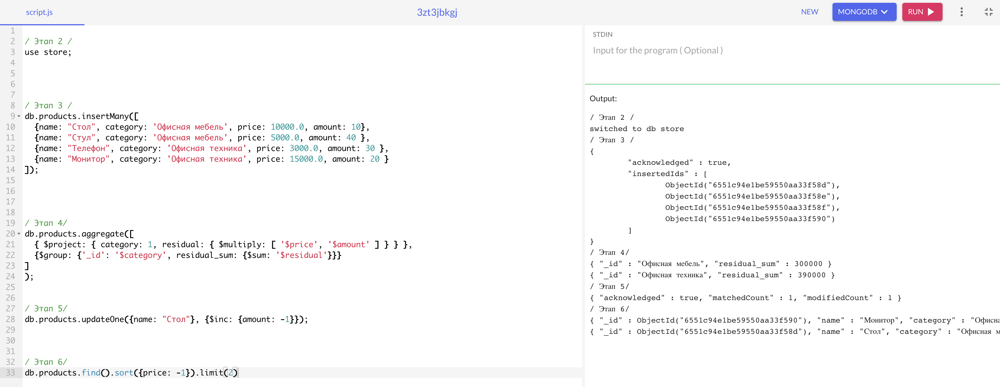 script.js
3zt3jbkgj
NEW
MONGODB
RUN
1
2 / Этап 2 /
3 use store;
4
5
6
7
8 / Этап 3 /
9 db.products.insertMany([
10 {name: "Стол", category: 'Офисная мебель', price: 10000.0, amount: 10},
11 {name: "Стул", category: 'Офисная мебель', price: 5000.0, amount: 40 },
12 {name: "Телефон", category: 'Офисная техника', price: 3000.0, amount: 30 },
13 {name: "Монитор", category: 'Офисная техника', price: 15000.0, amount: 20 }
14 ]);
15
16
17
18
19 / Этап 4/
20 db.products.aggregate([
21 { $project: { category: 1, residual: { $multiply: [ '$price', '$amount' ] } } },
22 {$group: {'_id': '$category', residual_sum: {$sum: '$residual'}}}
23 ]
24 );
25
26
27 / Этап 5/
28 db.products.updateOne({name: "Стол"}, {$inc: {amount: -1}});
29
30
31
32 / Этап 6/
33 db.products.find().sort({price: -1}).limit(2)
STDIN
Input for the program ( Optional )
Output:
/ Этап 2 /
switched to db store
/ Этап 3 /
{
"acknowledged" : true,
"insertedIds" : [
ObjectId("6551c94e1be59550aa33f58d"),
ObjectId("6551c94e1be59550aa33f58e"),
ObjectId("6551c94e1be59550aa33f58f"),
ObjectId("6551c94e1be59550aa33f590")
]
}
/ Этап 4/
{ "_id" : "Офисная мебель", "residual_sum" : 300000 }
{ "_id" : "Офисная техника", "residual_sum" : 390000 }
/ Этап 5/
{ "acknowledged" : true, "matchedCount" : 1, "modifiedCount" : 1 }
/ Этап 6/
{ "_id" : ObjectId("6551c94e1be59550aa33f590"), "name" : "Монитор", "category" : "Офисна
{ "_id" : ObjectId("6551c94e1be59550aa33f58d"), "name" : "Стол", "category" : "Офисная м